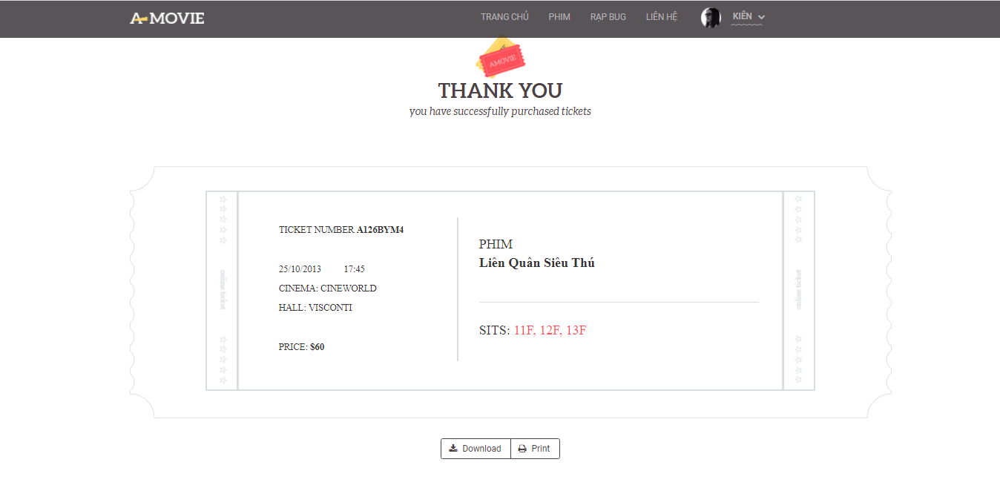 A-MOVIE
TRANG CHỦ PHIM RẠP BUG LIÊN HỆ KIÊN
AMOVIE
THANK YOU
you have successfully purchased tickets
online ticket
TICKET NUMBER A126BYM4
25/10/2013 17:45
CINEMA: CINEWORLD
HALL: VISCONTI
PRICE: $60
PHIM
Liên Quân Siêu Thú
SITS: 11F, 12F, 13F
online ticket
Download Print